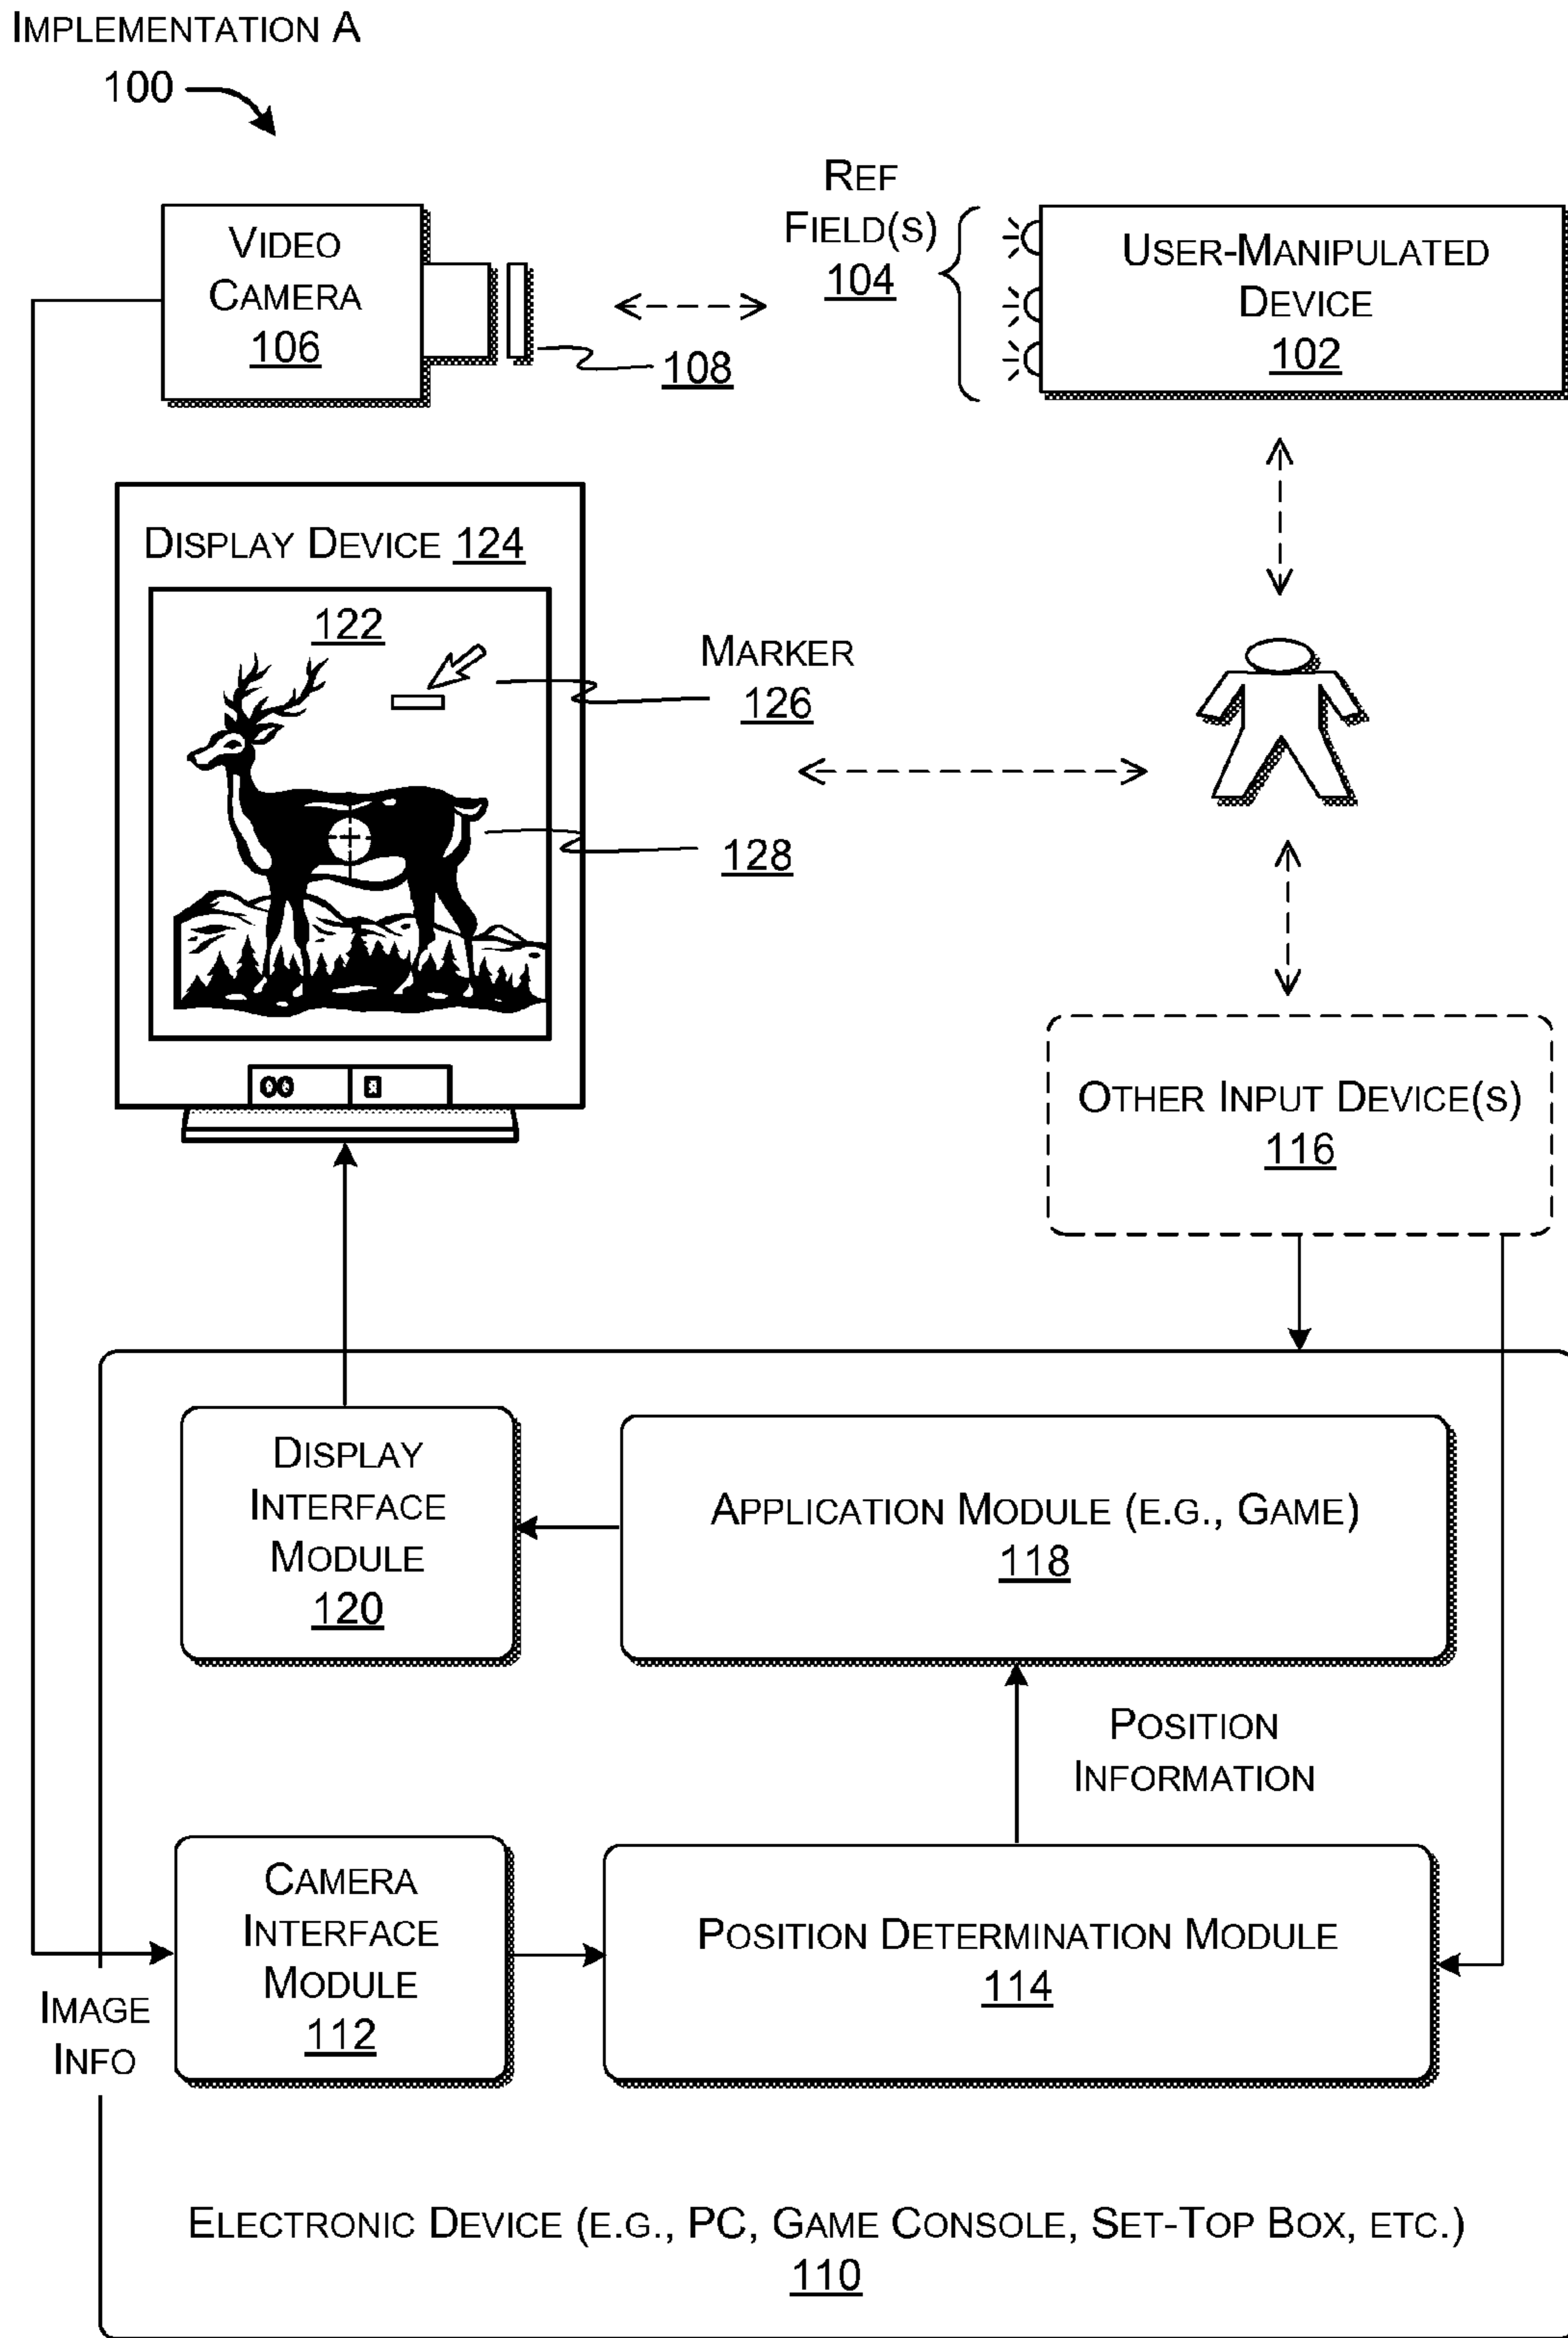 IMPLEMENTATION A
100
VIDEO
CAMERA
106
108
REF
FIELD(S)
104
USER-MANIPULATED
DEVICE
102
DISPLAY DEVICE 124
122
MARKER
126
128
OTHER INPUT DEVICE(S)
116
DISPLAY
INTERFACE
MODULE
120
APPLICATION MODULE (E.G., GAME)
118
POSITION
INFORMATION
CAMERA
INTERFACE
MODULE
112
POSITION DETERMINATION MODULE
114
IMAGE
INFO
ELECTRONIC DEVICE (E.G., PC, GAME CONSOLE, SET-TOP BOX, ETC.)
110